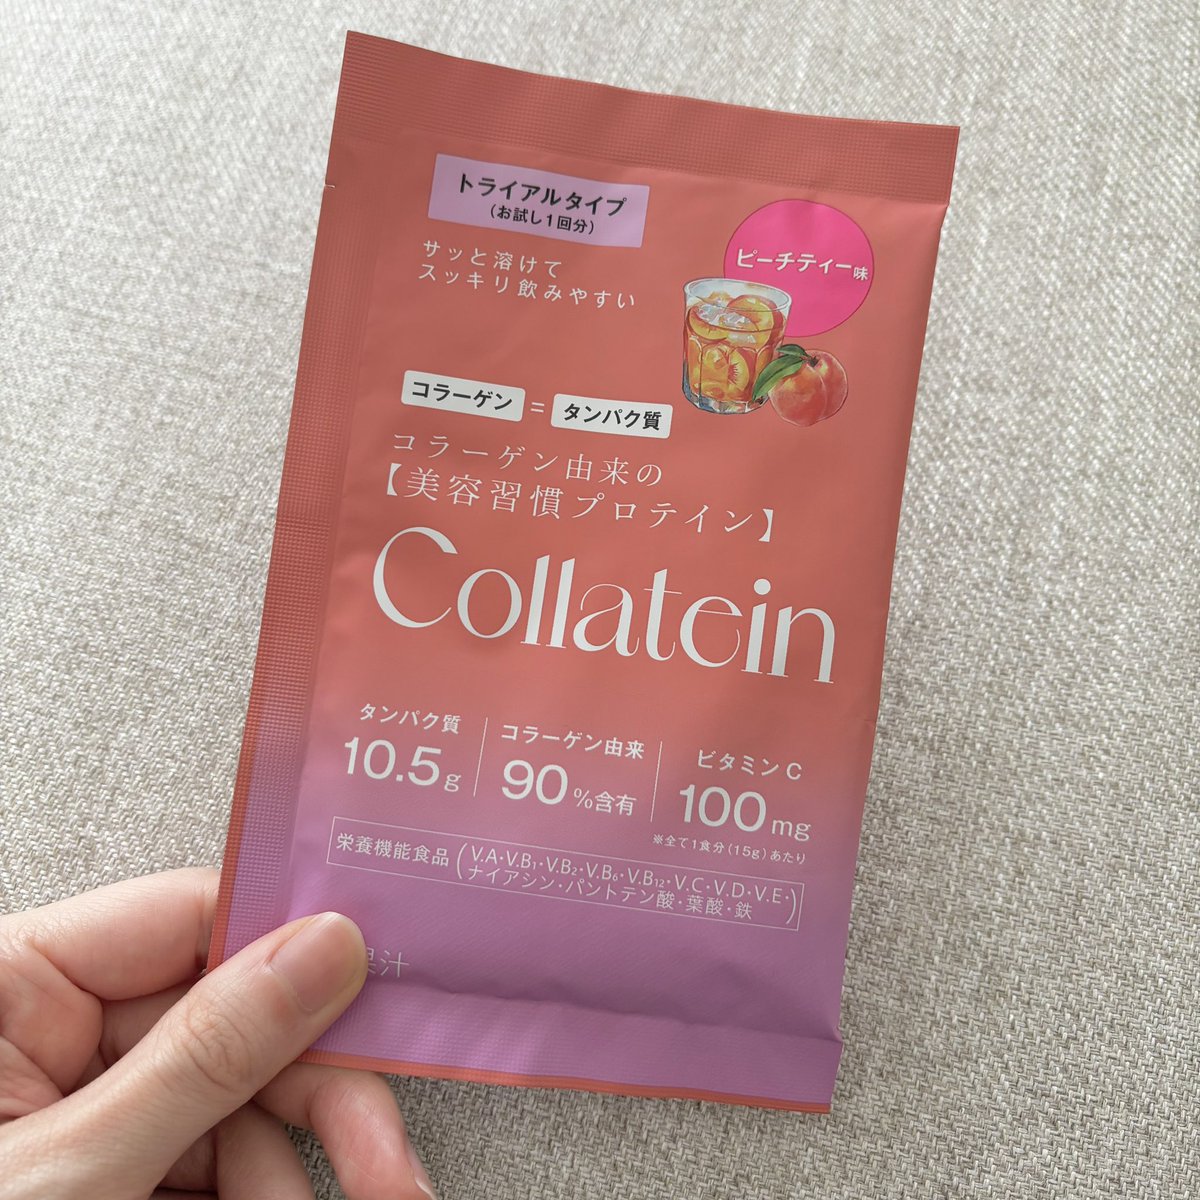 トライアルタイプ
(お試し1回分)
サッと溶けて
スッキリ飲みやすい
ピーチティー味
コラーゲン = タンパク質
コラーゲン由来の
【美容習慣プロテイン】
Collatein
タンパク質
10.5g
コラーゲン由来
90%含有
ビタミンC
100mg
※全て1食分(15g)あたり
栄養機能食品(V.A・V.B1・V.B2・V.B6・V.B12・V.C・V.D・V.E・
ナイアシン・パントテン酸・葉酸・鉄)
果汁